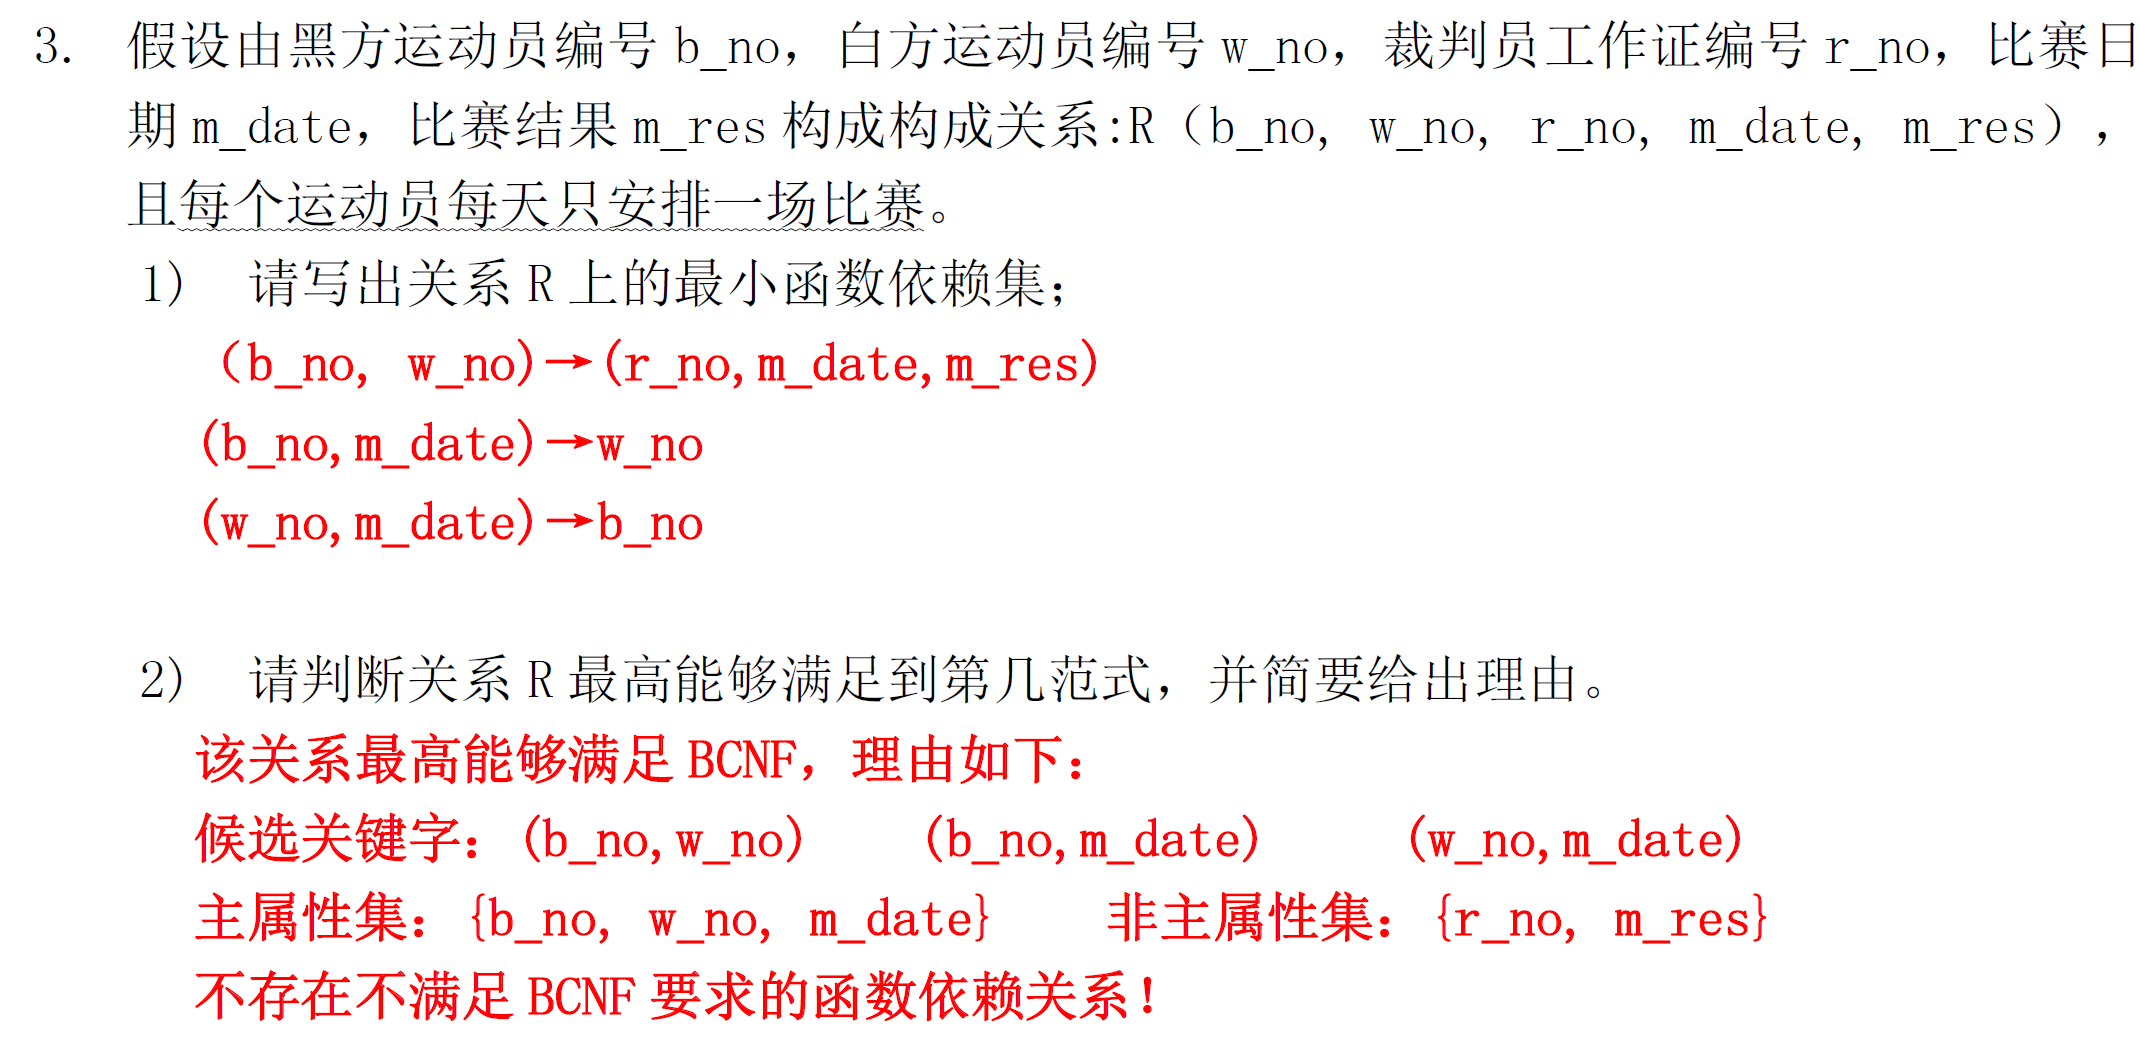 3. 假设由黑方运动员编号 b_no，白方运动员编号 w_no，裁判员工作证编号 r_no，比赛日
期 m_date，比赛结果 m_res 构成构成关系:R（b_no, w_no, r_no, m_date, m_res），
且每个运动员每天只安排一场比赛。
1) 请写出关系 R 上的最小函数依赖集；
（b_no, w_no)→(r_no,m_date,m_res)
(b_no,m_date)→w_no
(w_no,m_date)→b_no
2) 请判断关系 R 最高能够满足到第几范式，并简要给出理由。
该关系最高能够满足 BCNF，理由如下：
候选关键字：(b_no,w_no) (b_no,m_date) (w_no,m_date)
主属性集：{b_no, w_no, m_date} 非主属性集：{r_no, m_res}
不存在不满足 BCNF 要求的函数依赖关系！